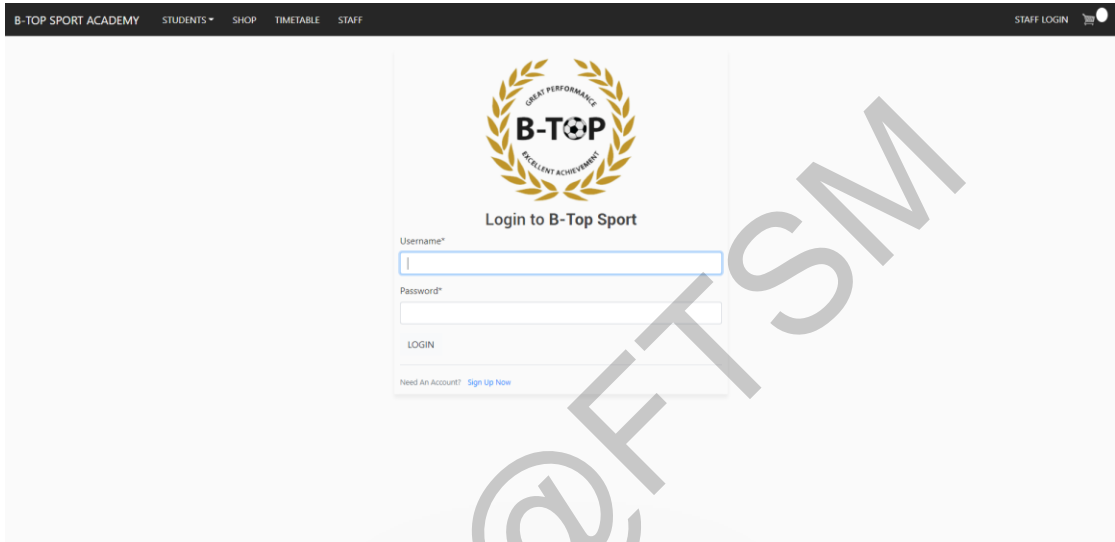 B-TOP SPORT ACADEMY STUDENTS SHOP TIMETABLE STAFF STAFF LOGIN
GREAT PERFORMANCE
B-TOP
EXCELLENT ACHIEVEMENT
Login to B-Top Sport
Username*
Password*
LOGIN
Need An Account? Sign Up Now
@FTSM